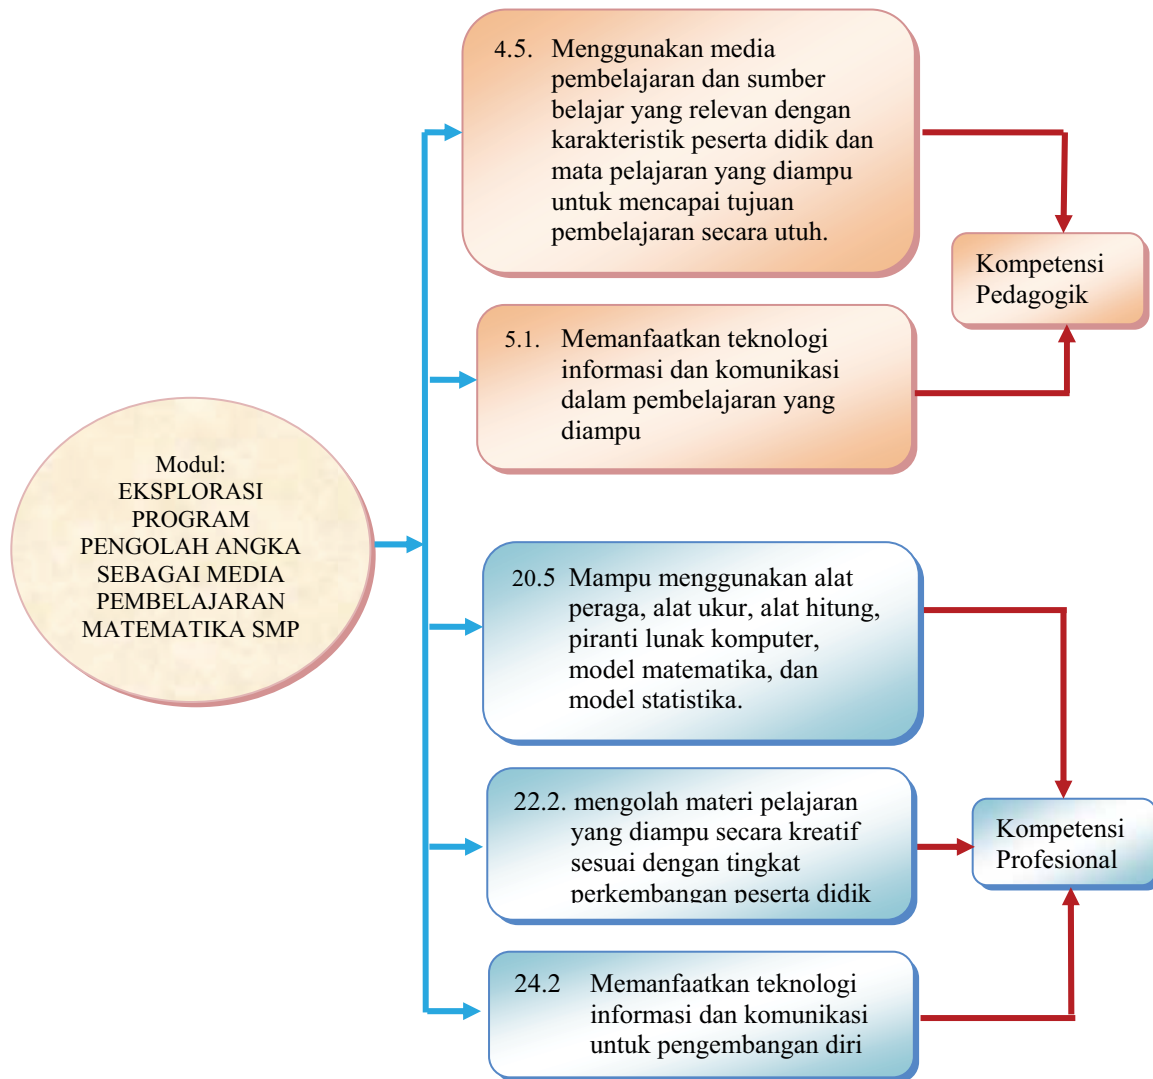 4.5. Menggunakan media
pembelajaran dan sumber
belajar yang relevan dengan
karakteristik peserta didik dan
mata pelajaran yang diampu
untuk mencapai tujuan
pembelajaran secara utuh.
Kompetensi
Pedagogik
5.1. Memanfaatkan teknologi
informasi dan komunikasi
dalam pembelajaran yang
diampu
Modul:
EKSPLORASI
PROGRAM
PENGOLAH ANGKA
SEBAGAI MEDIA
PEMBELAJARAN
MATEMATIKA SMP
20.5 Mampu menggunakan alat
peraga, alat ukur, alat hitung,
piranti lunak komputer,
model matematika, dan
model statistika.
22.2. mengolah materi pelajaran
yang diampu secara kreatif
sesuai dengan tingkat
perkembangan peserta didik
Kompetensi
Profesional
24.2 Memanfaatkan teknologi
informasi dan komunikasi
untuk pengembangan diri